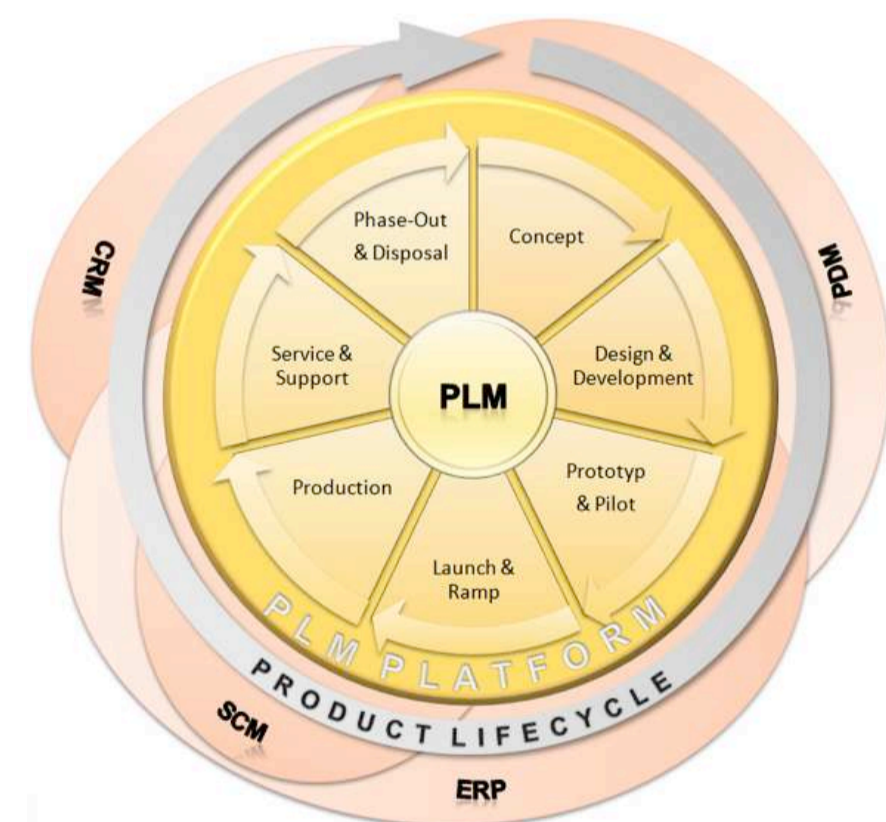 PLM
Concept
Design &
Development
Prototyp
& Pilot
Launch &
Ramp
Production
Service &
Support
Phase-Out
& Disposal
PLM PLATFORM
PRODUCT LIFECYCLE
CRM
PDM
SCM
ERP